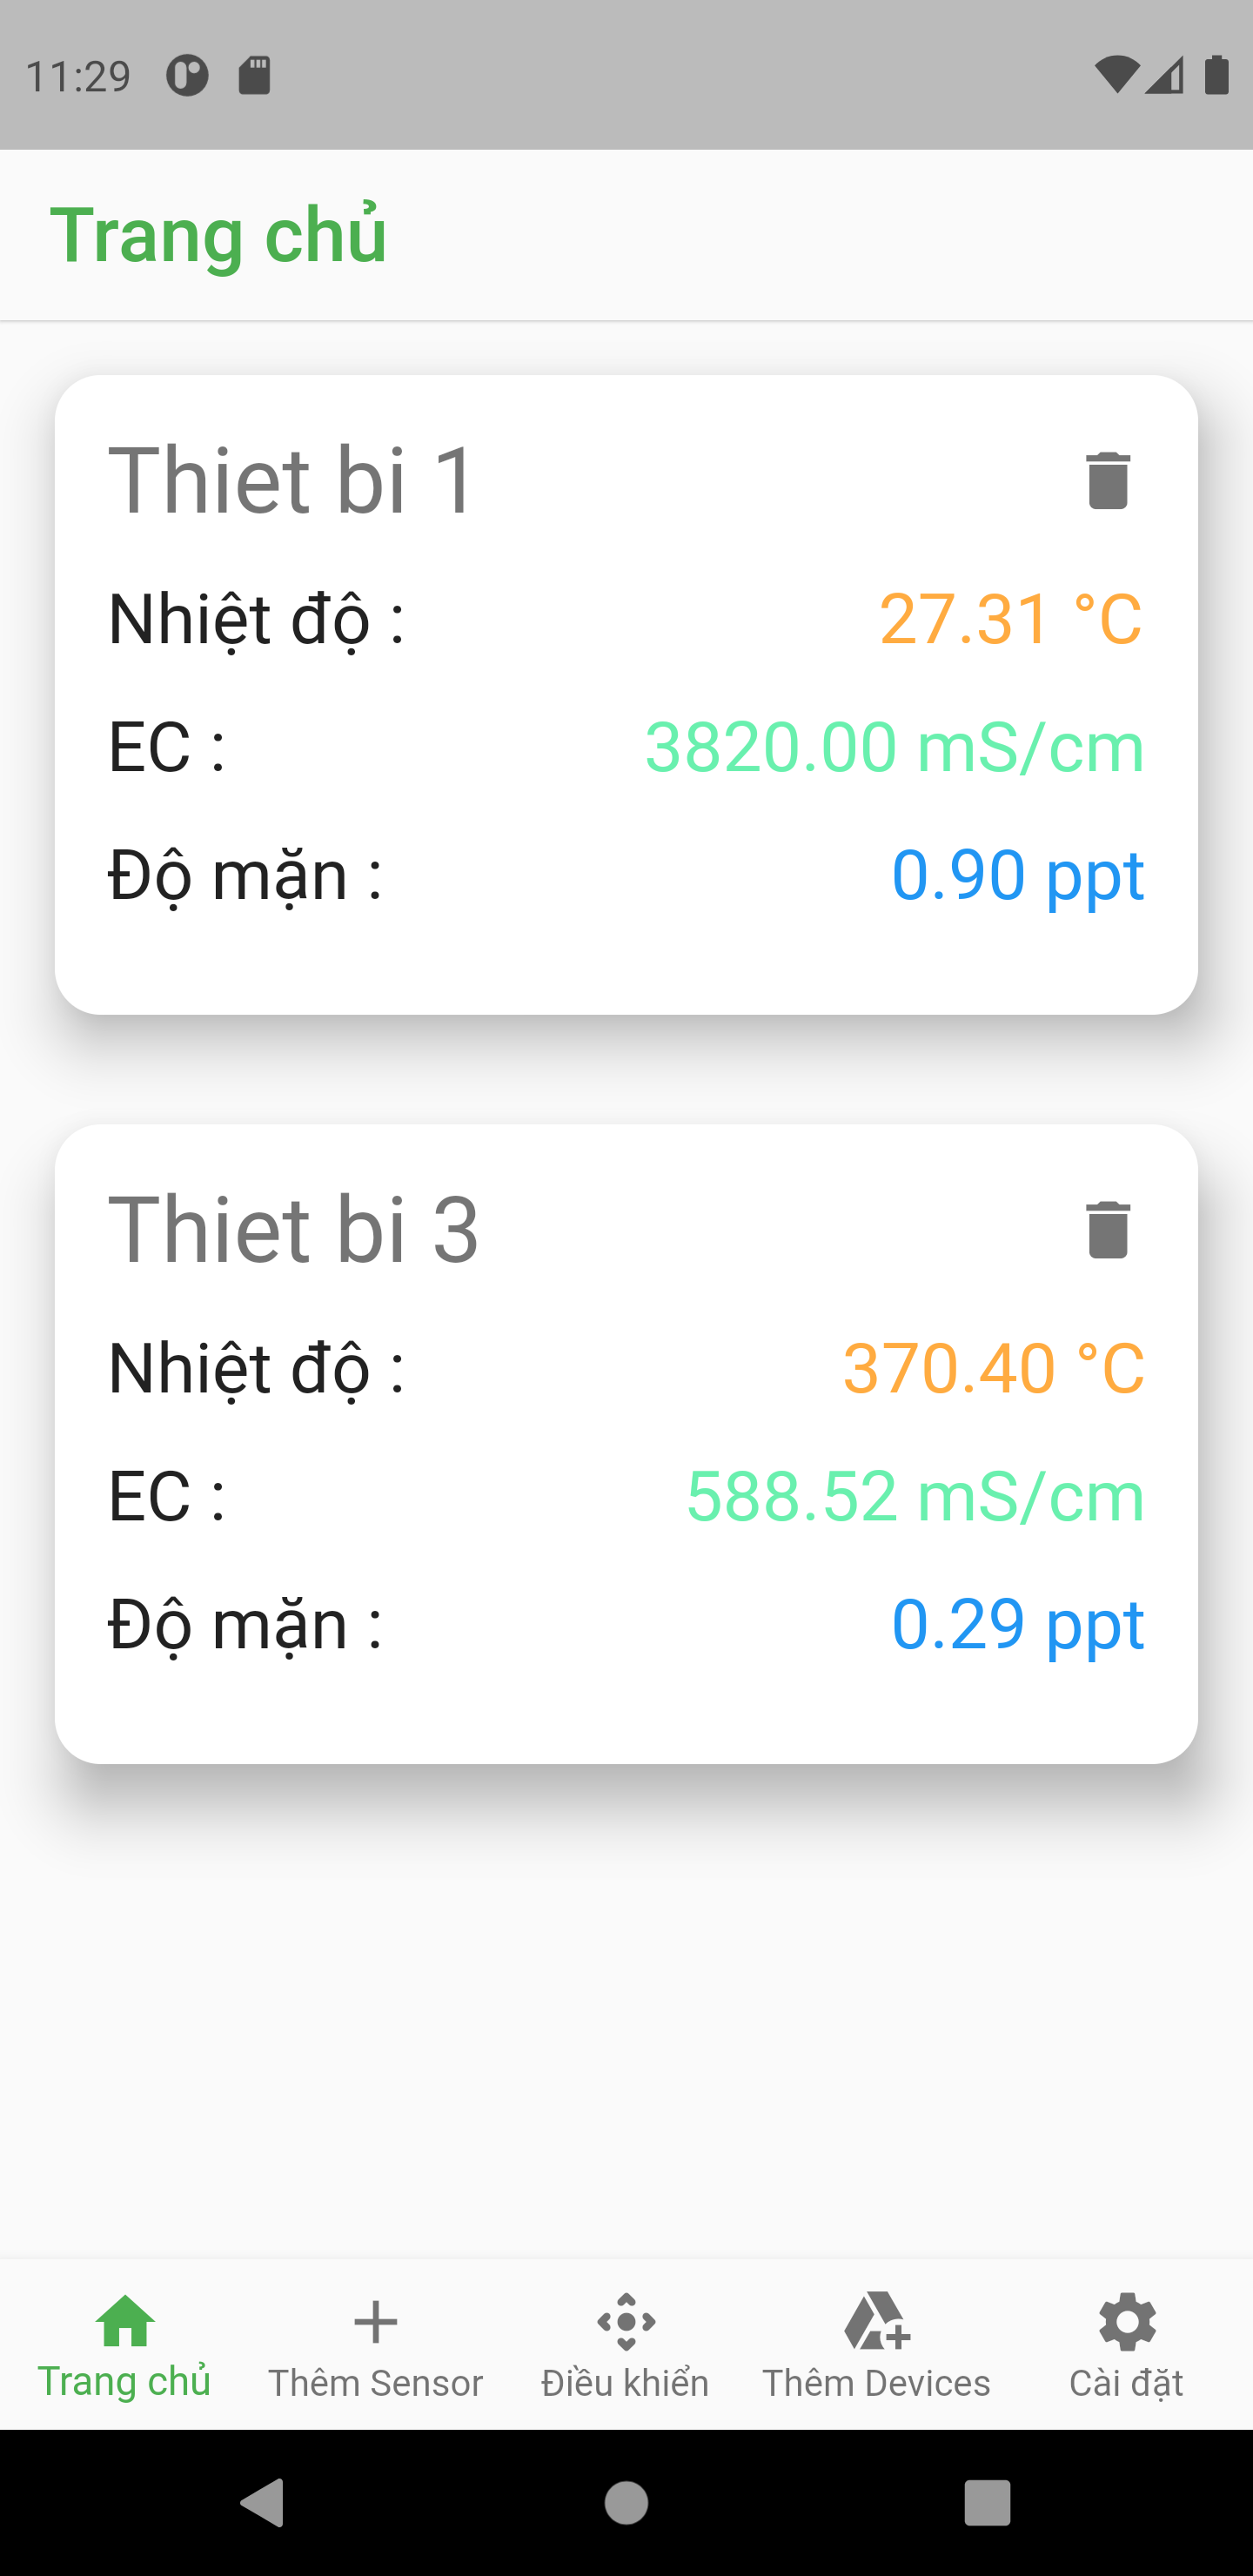 11:29
Trang chủ
Thiet bi 1
Nhiệt độ : 27.31 °C
EC : 3820.00 mS/cm
Độ mặn : 0.90 ppt
Thiet bi 3
Nhiệt độ : 370.40 °C
EC : 588.52 mS/cm
Độ mặn : 0.29 ppt
Trang chủ Thêm Sensor Điều khiển Thêm Devices Cài đặt